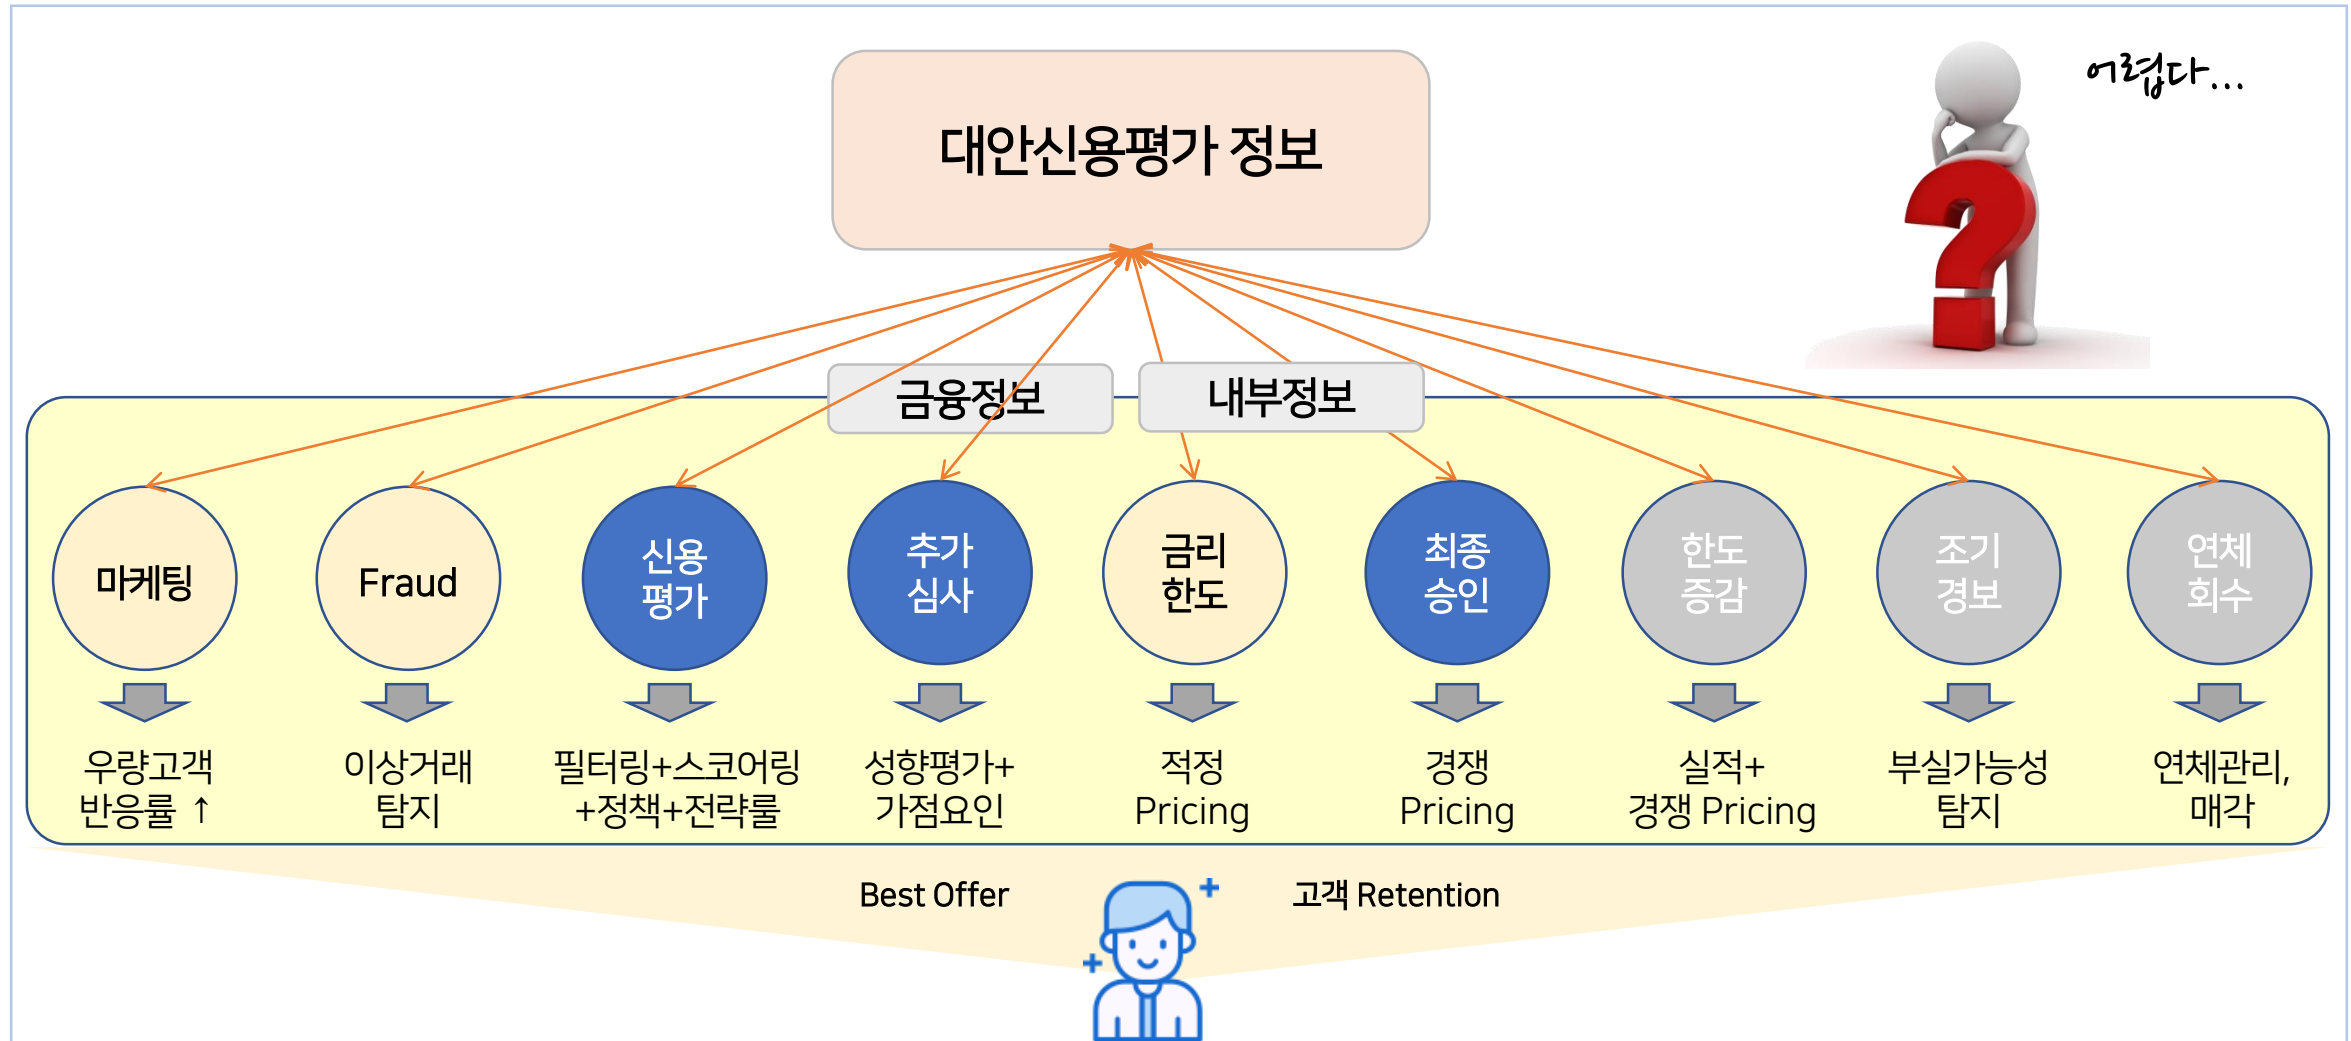 대안신용평가 정보
어렵다...
금융정보
내부정보
마케팅
Fraud
신용
평가
추가
심사
금리
한도
최종
승인
한도
증감
조기
경보
연체
회수
우량고객
반응률 ↑
이상거래
탐지
필터링+스코어링
+정책+전략룰
성향평가+
가점요인
적정
Pricing
경쟁
Pricing
실적+
경쟁 Pricing
부실가능성
탐지
연체관리,
매각
Best Offer
고객 Retention